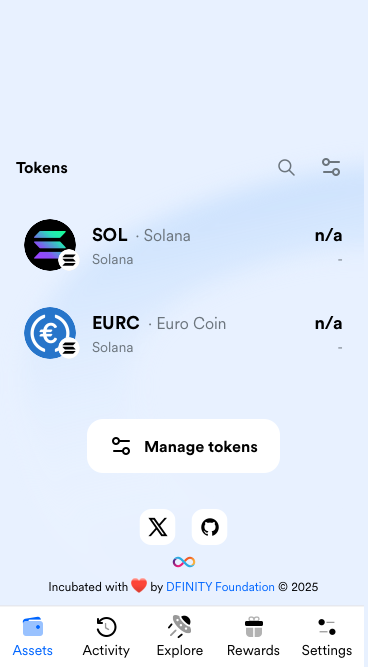 Tokens
SOL · Solana n/a
Solana -
EURC · Euro Coin n/a
Solana -
Manage tokens
Incubated with ❤️ by DFINITY Foundation © 2025
Assets Activity Explore Rewards Settings